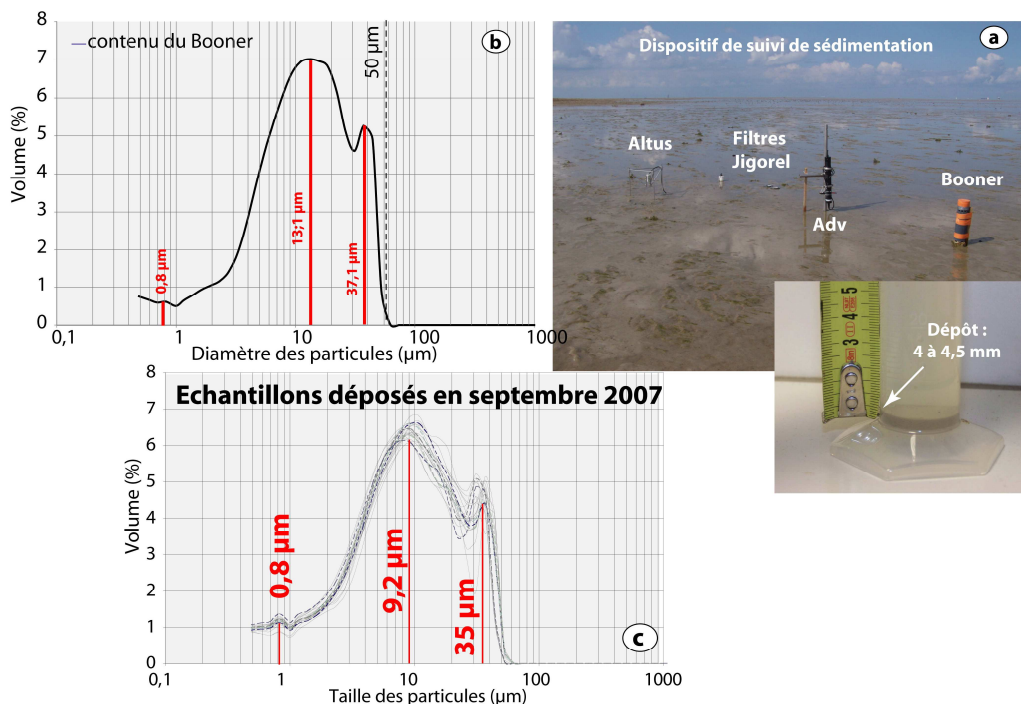 8
7
6
5
4
3
2
1
0
Volume (%)
contenu du Booner
b
50 µm
0,8 µm
13;1 µm
37,1 µm
0,1
1
10
100
1000
Diamètre des particules (µm)
Dispositif de suivi de sédimentation
a
Altus
Filtres
Jigorel
Adv
Booner
3 4 5
Dépôt :
4 à 4,5 mm
Echantillons déposés en septembre 2007
8
7
6
5
4
3
2
1
0
Volume (%)
0,8 µm
9,2 µm
35 µm
c
0,1
1
10
100
1000
Taille des particules (µm)